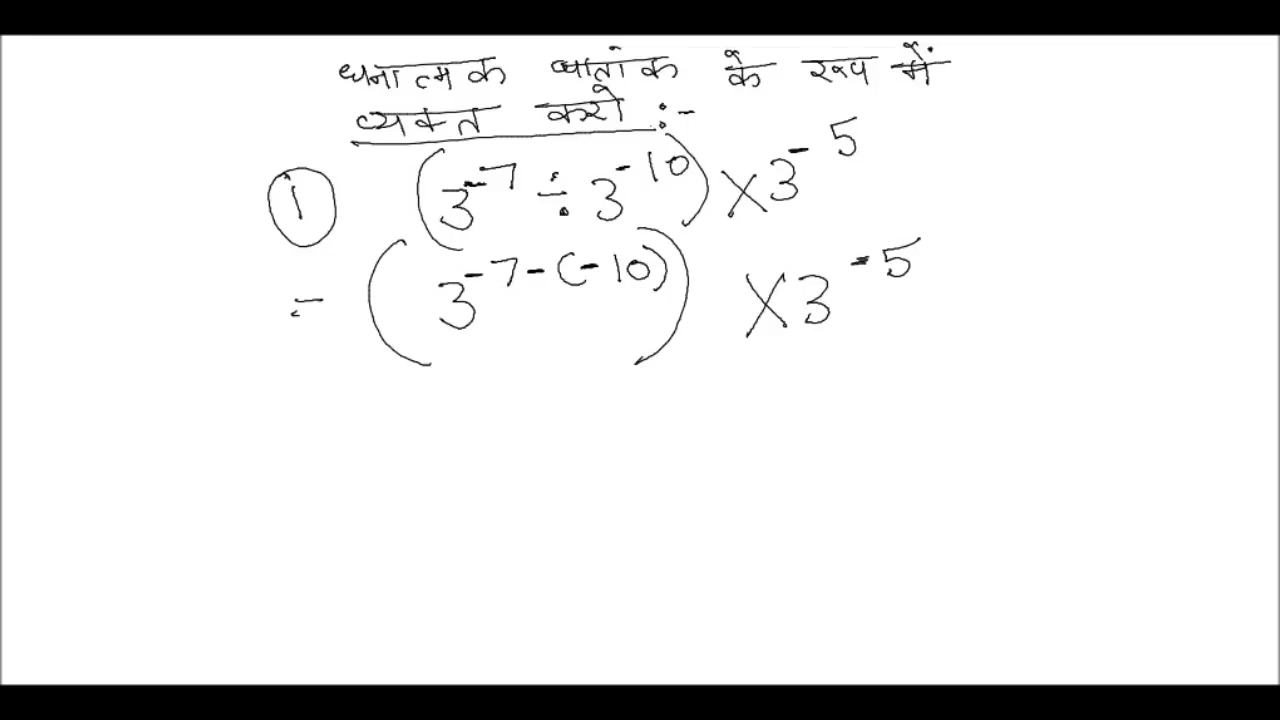 धनात्मक घातांक के रूप में
व्यक्त करो :-
① (3⁻⁷ ÷ 3⁻¹⁰) × 3⁻⁵
= (3⁻⁷⁻⁽⁻¹⁰⁾) × 3⁻⁵